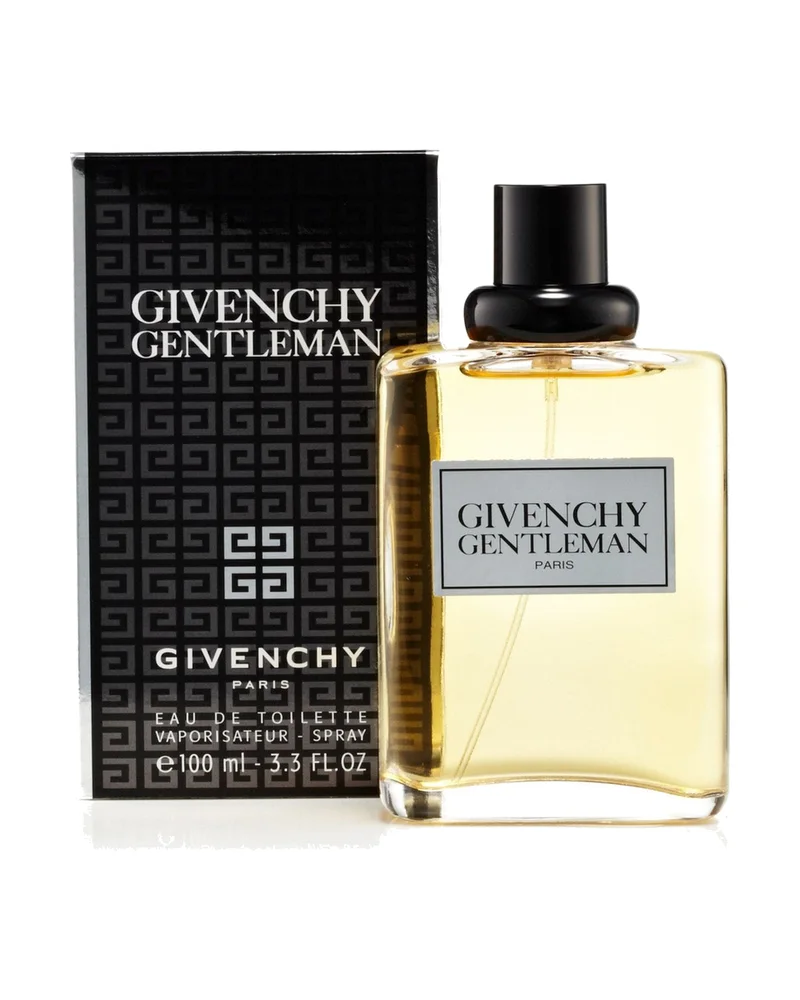 GIVENCHY
GENTLEMAN
GIVENCHY
PARIS
EAU DE TOILETTE
VAPORISATEUR - SPRAY
℮100 ml - 3.3 FL.OZ
GIVENCHY
GENTLEMAN
PARIS